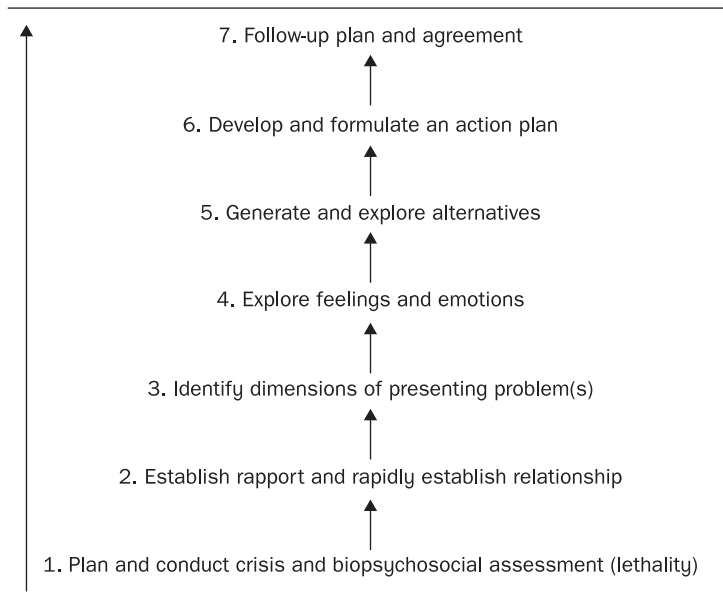 7. Follow-up plan and agreement
6. Develop and formulate an action plan
5. Generate and explore alternatives
4. Explore feelings and emotions
3. Identify dimensions of presenting problem(s)
2. Establish rapport and rapidly establish relationship
1. Plan and conduct crisis and biopsychosocial assessment (lethality)